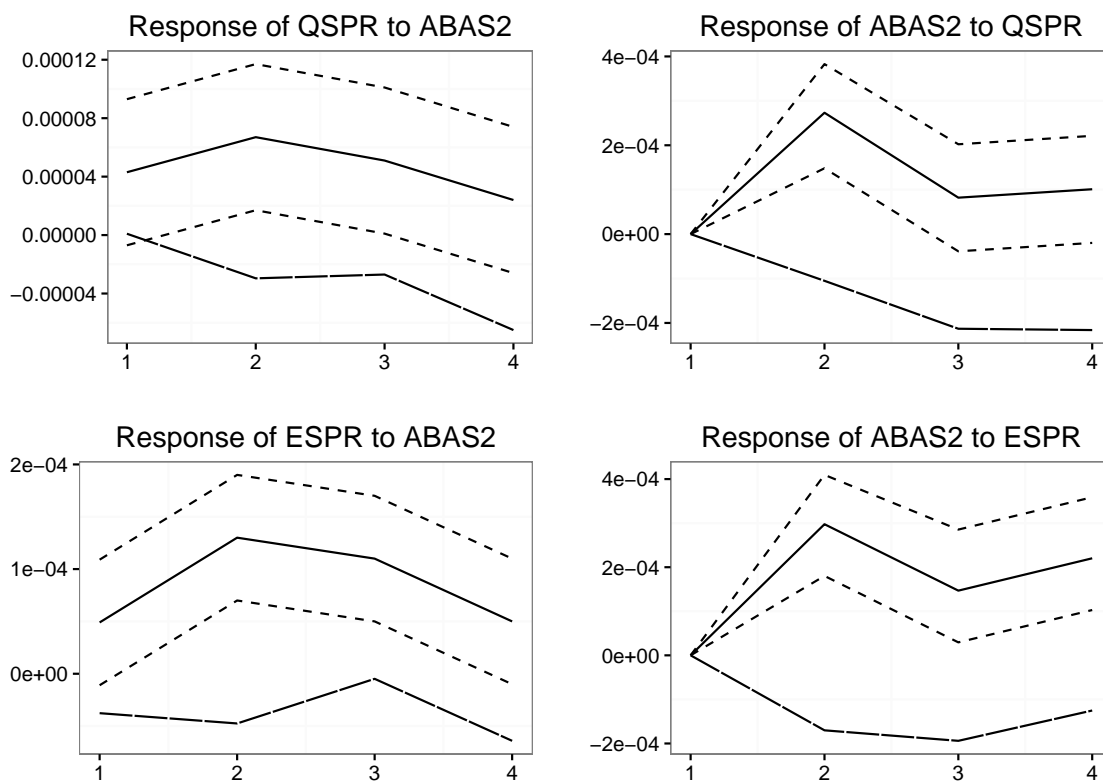 Response of QSPR to ABAS2
0.00012
0.00008
0.00004
0.00000
−0.00004
1 2 3 4
Response of ABAS2 to QSPR
4e−04
2e−04
0e+00
−2e−04
1 2 3 4
Response of ESPR to ABAS2
2e−04
1e−04
0e+00
1 2 3 4
Response of ABAS2 to ESPR
4e−04
2e−04
0e+00
−2e−04
1 2 3 4